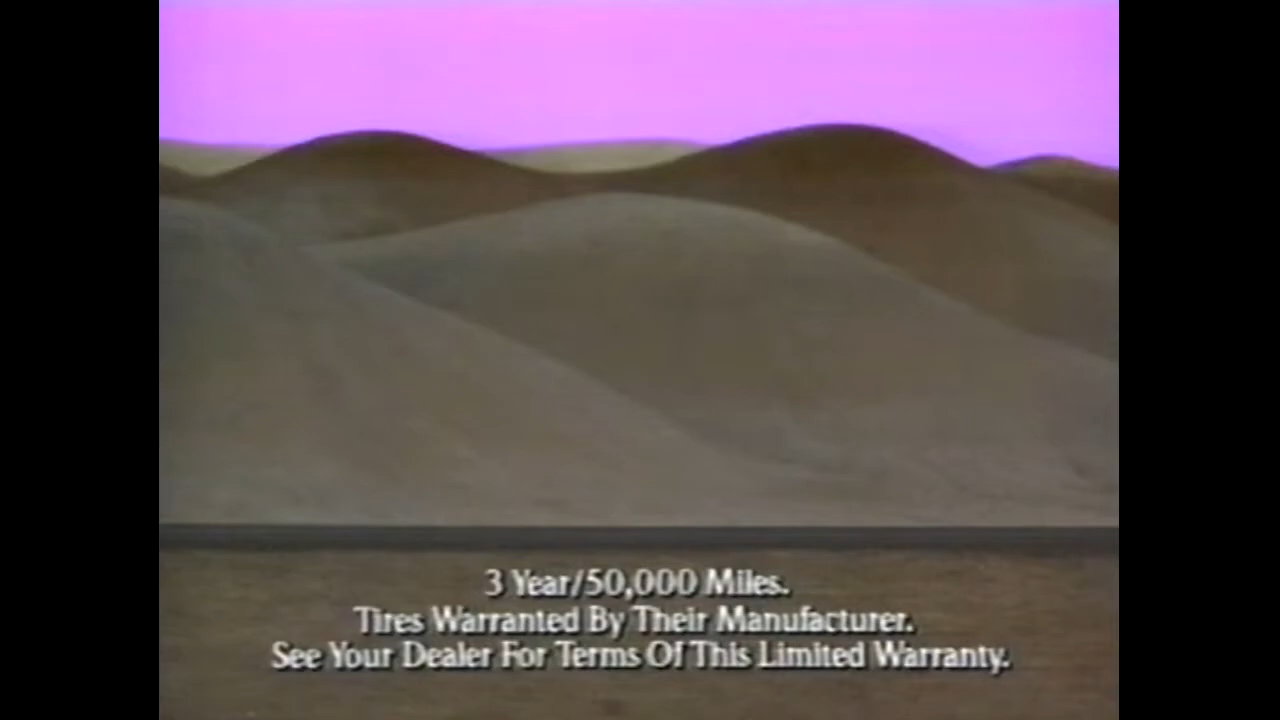 3 Year/50,000 Miles.
Tires Warranted By Their Manufacturer.
See Your Dealer For Terms Of This Limited Warranty.